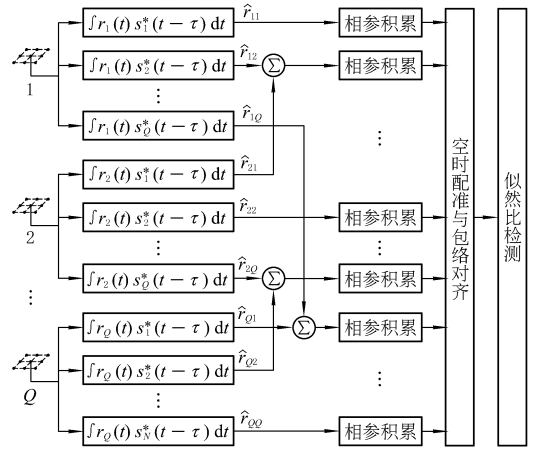 ∫r₁(t) s₁*(t − τ) dt
r̂₁₁
相参积累
∫r₁(t) s₂*(t − τ) dt
r̂₁₂
Σ
相参积累
1
⋮
⋮
∫r₁(t) s_Q*(t − τ) dt
r̂_{1Q}
∫r₂(t) s₁*(t − τ) dt
r̂₂₁
∫r₂(t) s₂*(t − τ) dt
r̂₂₂
相参积累
2
⋮
⋮
∫r₂(t) s_Q*(t − τ) dt
r̂_{2Q}
Σ
相参积累
⋮
∫r_Q(t) s₁*(t − τ) dt
r̂_{Q1}
Σ
相参积累
∫r_Q(t) s₂*(t − τ) dt
r̂_{Q2}
Q
⋮
⋮
∫r_Q(t) s_N*(t − τ) dt
r̂_{QQ}
相参积累
空时配准与包络对齐
似然比检测